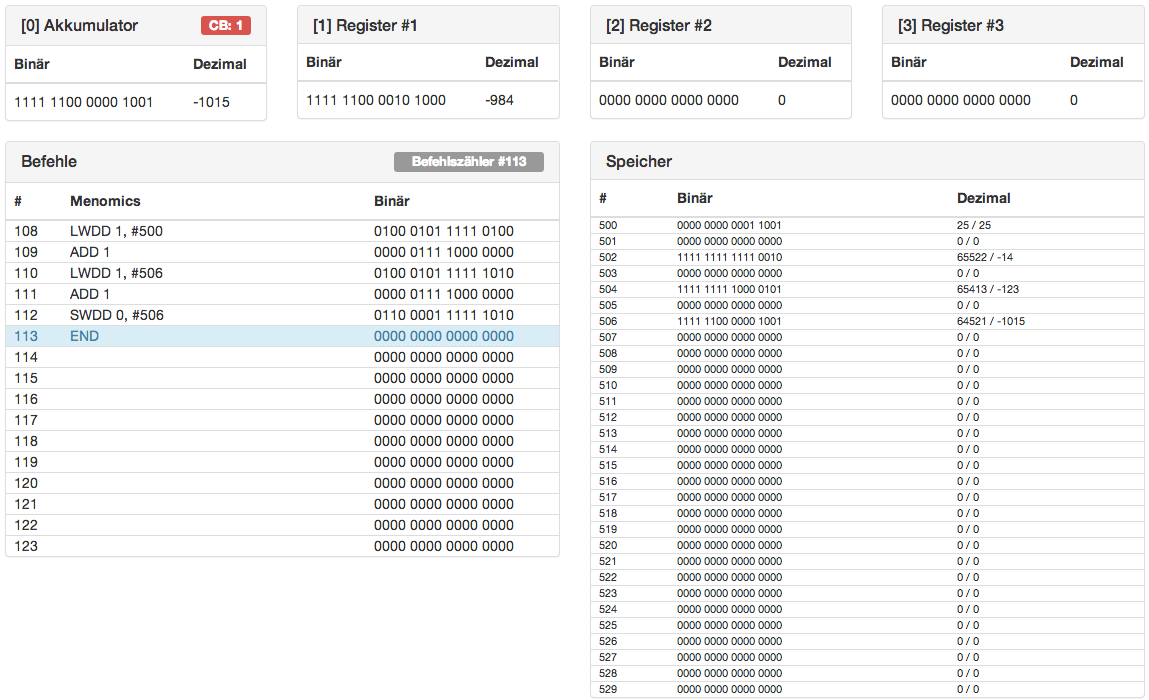 [0] Akkumulator CB: 1
Binär Dezimal
1111 1100 0000 1001 -1015
[1] Register #1
Binär Dezimal
1111 1100 0010 1000 -984
[2] Register #2
Binär Dezimal
0000 0000 0000 0000 0
[3] Register #3
Binär Dezimal
0000 0000 0000 0000 0
Befehle Befehlszähler #113
# Menomics Binär
108 LWDD 1, #500 0100 0101 1111 0100
109 ADD 1 0000 0111 1000 0000
110 LWDD 1, #506 0100 0101 1111 1010
111 ADD 1 0000 0111 1000 0000
112 SWDD 0, #506 0110 0001 1111 1010
113 END 0000 0000 0000 0000
114 0000 0000 0000 0000
115 0000 0000 0000 0000
116 0000 0000 0000 0000
117 0000 0000 0000 0000
118 0000 0000 0000 0000
119 0000 0000 0000 0000
120 0000 0000 0000 0000
121 0000 0000 0000 0000
122 0000 0000 0000 0000
123 0000 0000 0000 0000
Speicher
# Binär Dezimal
500 0000 0000 0001 1001 25 / 25
501 0000 0000 0000 0000 0 / 0
502 1111 1111 1111 0010 65522 / -14
503 0000 0000 0000 0000 0 / 0
504 1111 1111 1000 0101 65413 / -123
505 0000 0000 0000 0000 0 / 0
506 1111 1100 0000 1001 64521 / -1015
507 0000 0000 0000 0000 0 / 0
508 0000 0000 0000 0000 0 / 0
509 0000 0000 0000 0000 0 / 0
510 0000 0000 0000 0000 0 / 0
511 0000 0000 0000 0000 0 / 0
512 0000 0000 0000 0000 0 / 0
513 0000 0000 0000 0000 0 / 0
514 0000 0000 0000 0000 0 / 0
515 0000 0000 0000 0000 0 / 0
516 0000 0000 0000 0000 0 / 0
517 0000 0000 0000 0000 0 / 0
518 0000 0000 0000 0000 0 / 0
519 0000 0000 0000 0000 0 / 0
520 0000 0000 0000 0000 0 / 0
521 0000 0000 0000 0000 0 / 0
522 0000 0000 0000 0000 0 / 0
523 0000 0000 0000 0000 0 / 0
524 0000 0000 0000 0000 0 / 0
525 0000 0000 0000 0000 0 / 0
526 0000 0000 0000 0000 0 / 0
527 0000 0000 0000 0000 0 / 0
528 0000 0000 0000 0000 0 / 0
529 0000 0000 0000 0000 0 / 0